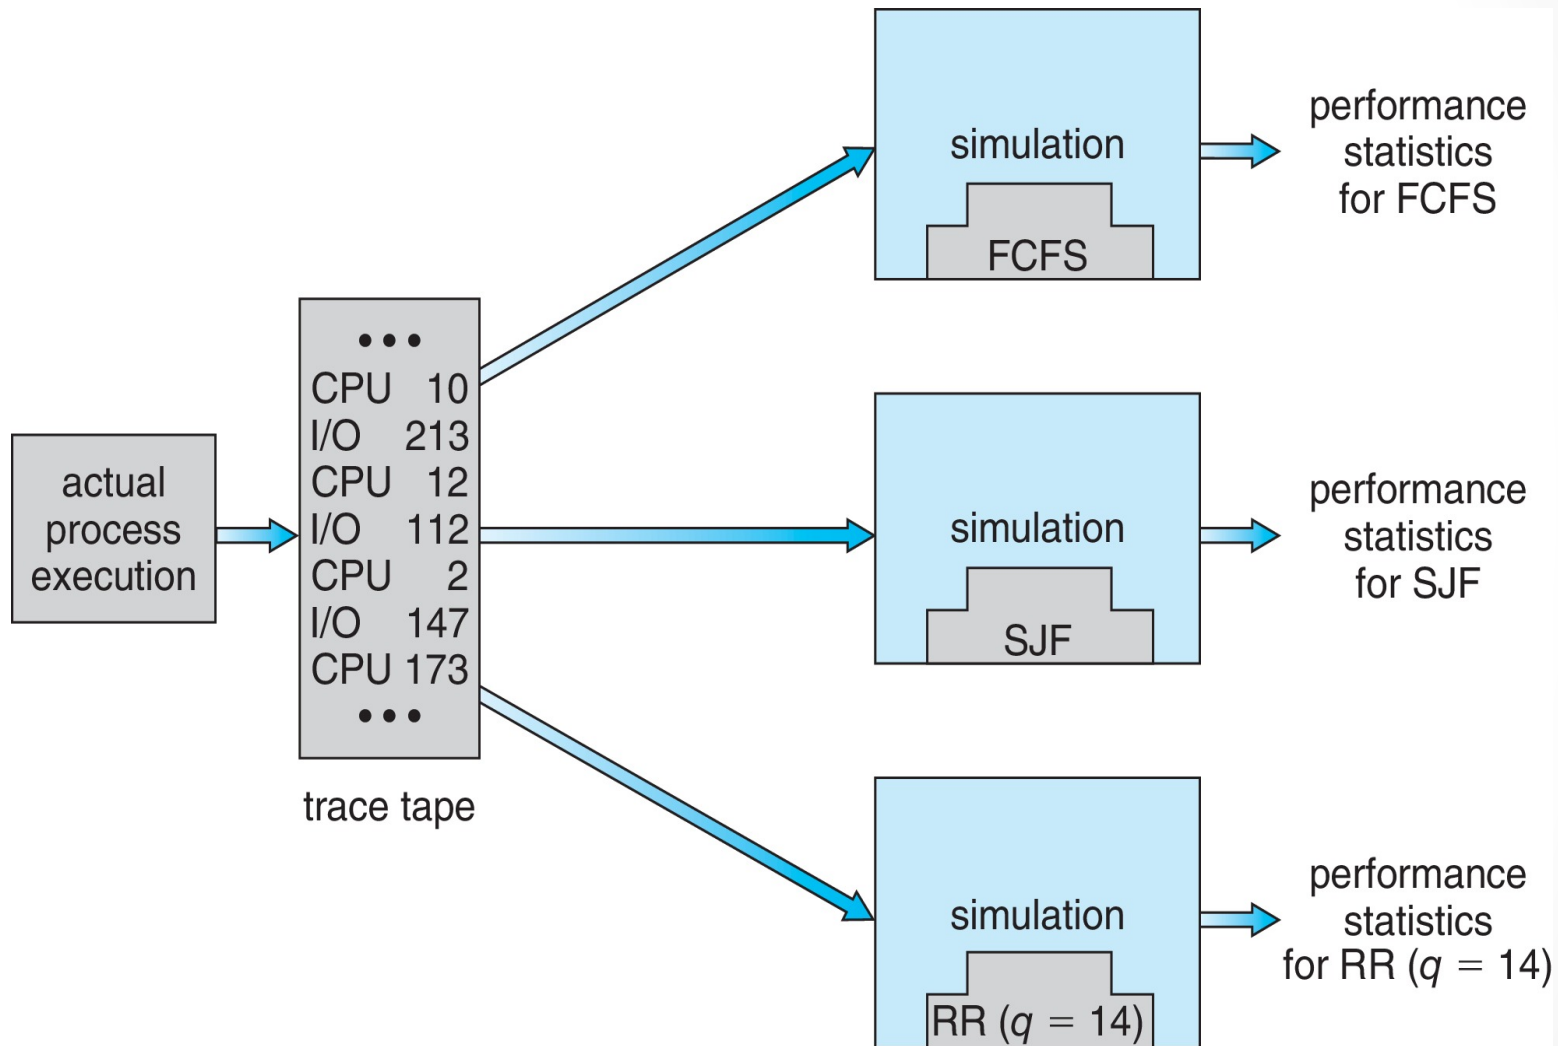 actual
process
execution
• • •
CPU 10
I/O 213
CPU 12
I/O 112
CPU 2
I/O 147
CPU 173
• • •
trace tape
simulation
FCFS
performance
statistics
for FCFS
simulation
SJF
performance
statistics
for SJF
simulation
RR (q = 14)
performance
statistics
for RR (q = 14)